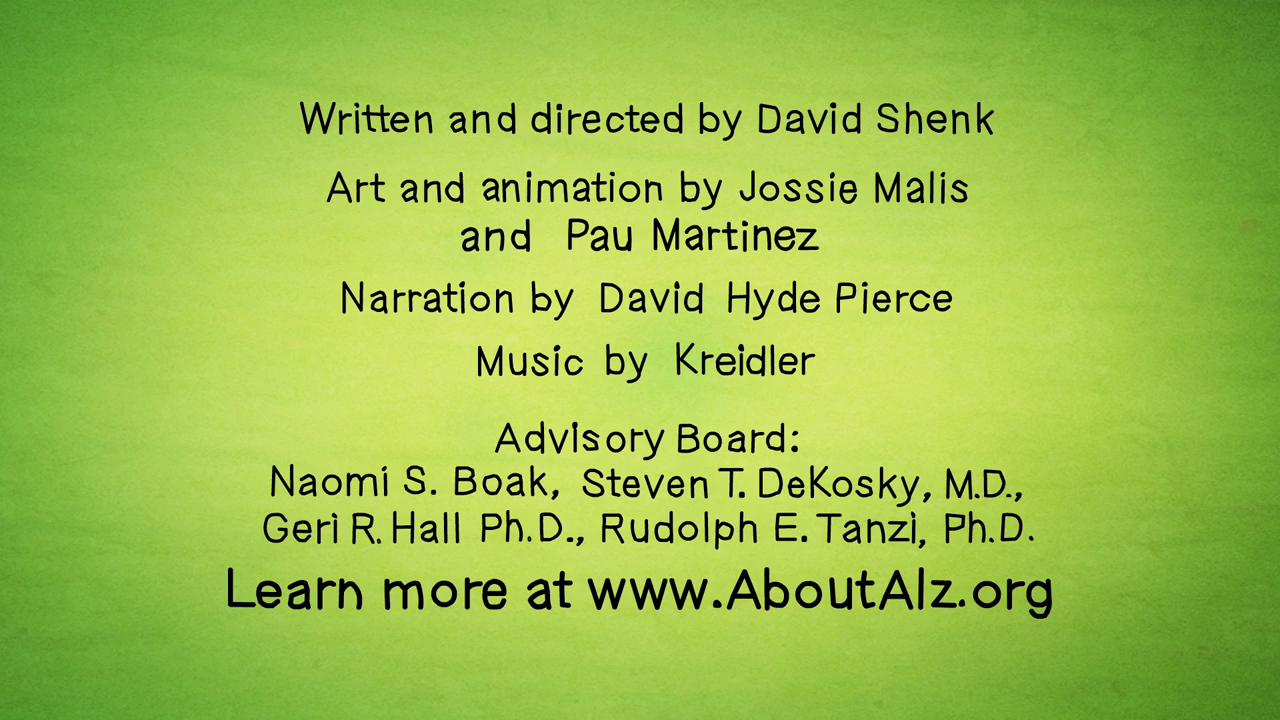 Written and directed by David Shenk
Art and animation by Jossie Malis
and Pau Martinez
Narration by David Hyde Pierce
Music by Kreidler
Advisory Board:
Naomi S. Boak, Steven T. DeKosky, M.D.,
Geri R. Hall Ph.D., Rudolph E. Tanzi, Ph.D.
Learn more at www.AboutAlz.org